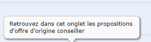 Retrouvez dans cet onglet les propositions
d'offre d'origine conseiller